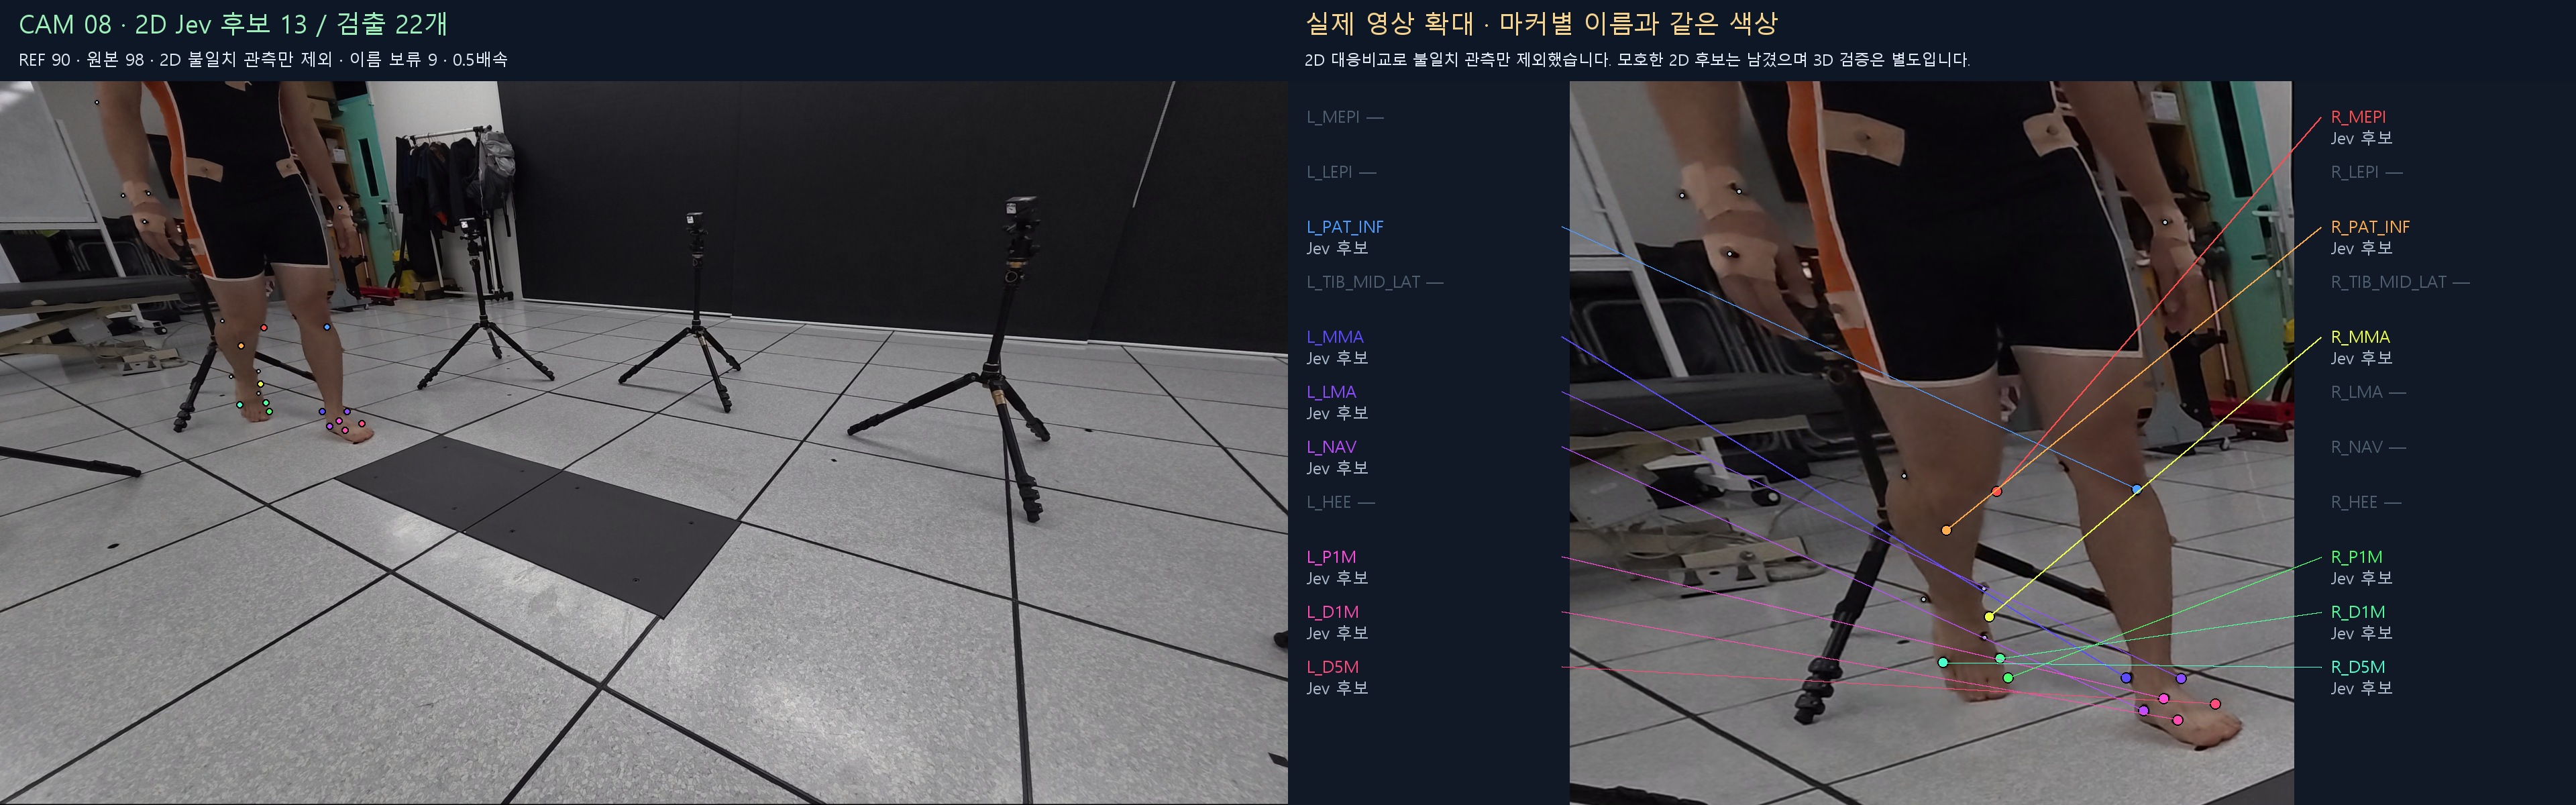 CAM 08 · 2D Jev 후보 13 / 검출 22개
REF 90 · 원본 98 · 2D 불일치 관측만 제외 · 이름 보류 9 · 0.5배속
실제 영상 확대 · 마커별 이름과 같은 색상
2D 대응비교로 불일치 관측만 제외했습니다. 모호한 2D 후보는 남겼으며 3D 검증은 별도입니다.
L_MEPI —
L_LEPI —
L_PAT_INF
Jev 후보
L_TIB_MID_LAT —
L_MMA
Jev 후보
L_LMA
Jev 후보
L_NAV
Jev 후보
L_HEE —
L_P1M
Jev 후보
L_D1M
Jev 후보
L_D5M
Jev 후보
R_MEPI
Jev 후보
R_LEPI —
R_PAT_INF
Jev 후보
R_TIB_MID_LAT —
R_MMA
Jev 후보
R_LMA —
R_NAV —
R_HEE —
R_P1M
Jev 후보
R_D1M
Jev 후보
R_D5M
Jev 후보